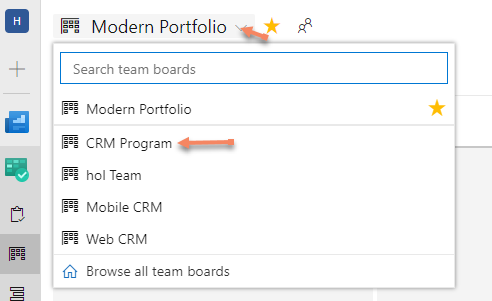 H
Modern Portfolio
Search team boards
Modern Portfolio
CRM Program
hol Team
Mobile CRM
Web CRM
Browse all team boards